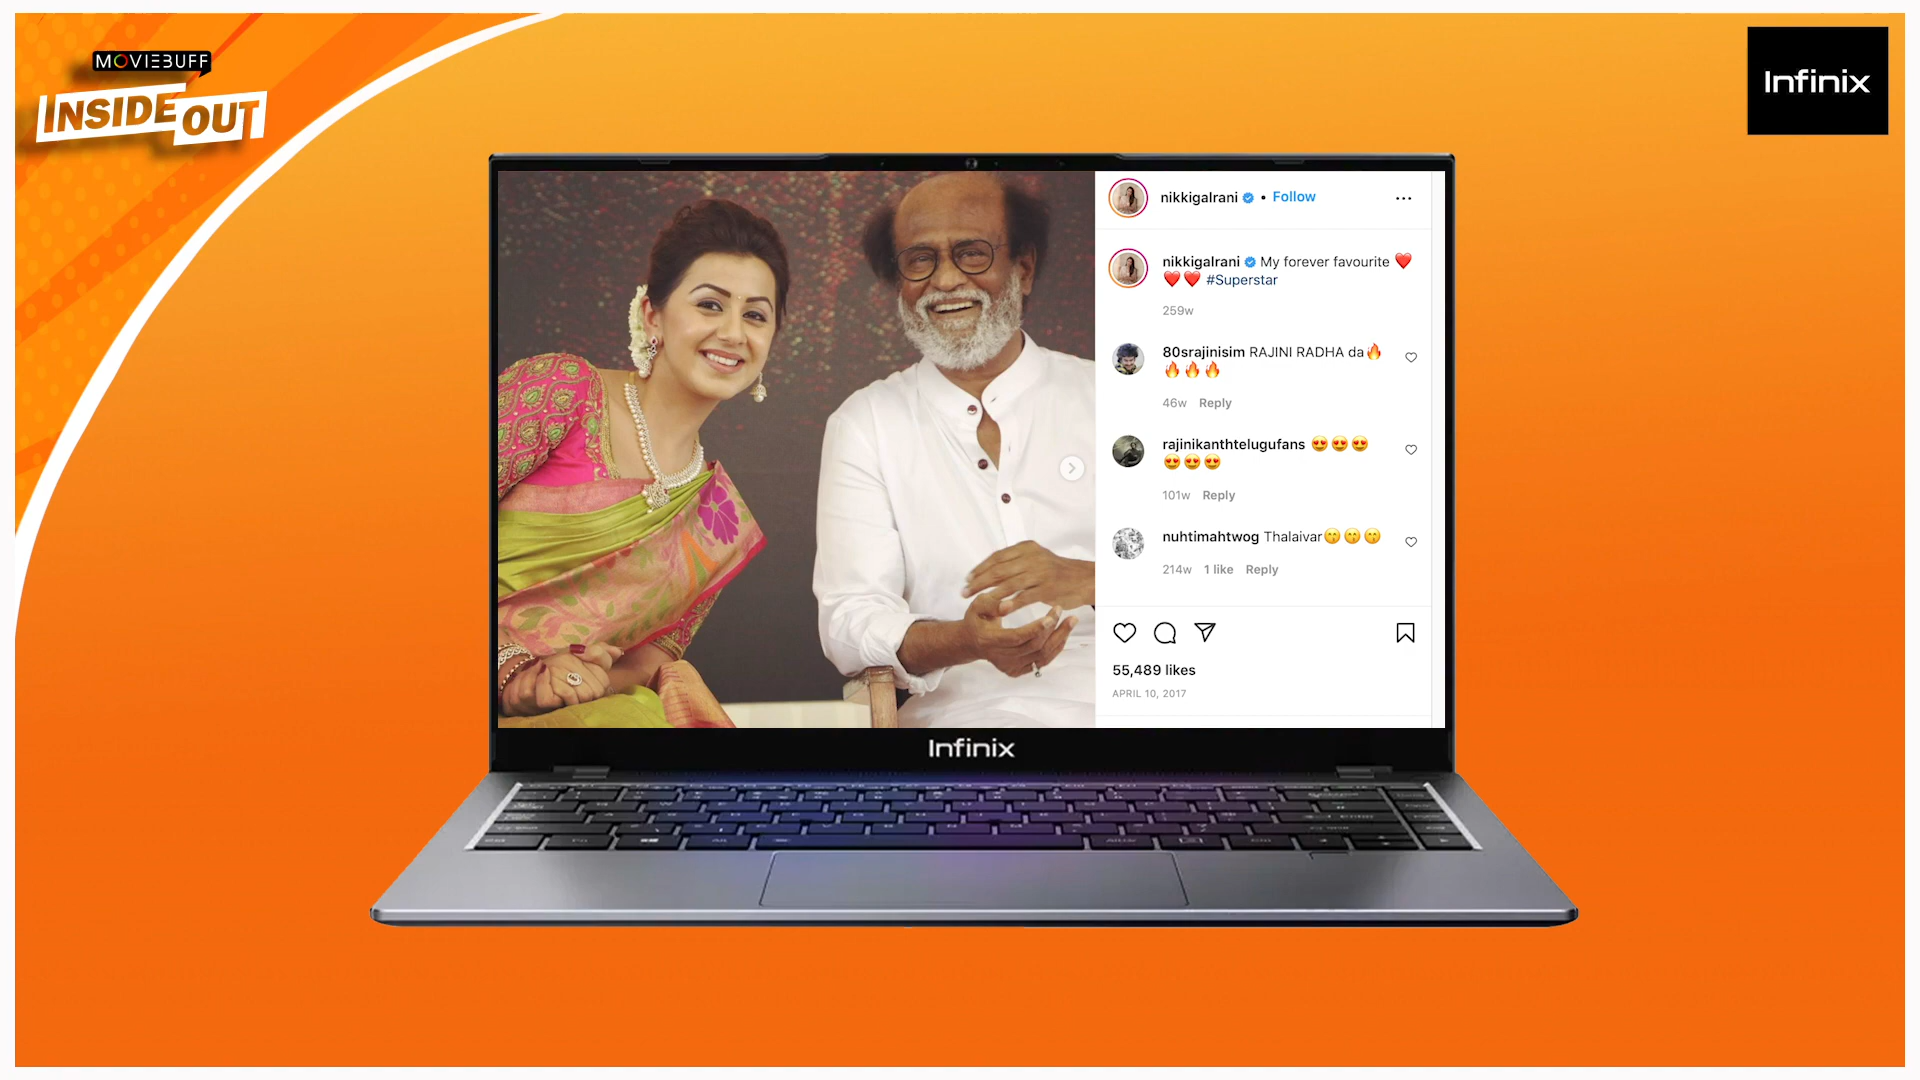 MOVIEBUFF
INSIDE OUT
Infinix
nikkigalrani • Follow
nikkigalrani My forever favourite ❤️
❤️❤️ #Superstar
259w
80srajinisim RAJINI RADHA da🔥
🔥🔥🔥
46w Reply
rajinikanthtelugufans 😍😍😍
😍😍😍
101w Reply
nuhtimahtwog Thalaivar😙😙😙
214w 1 like Reply
55,489 likes
APRIL 10, 2017
Infinix